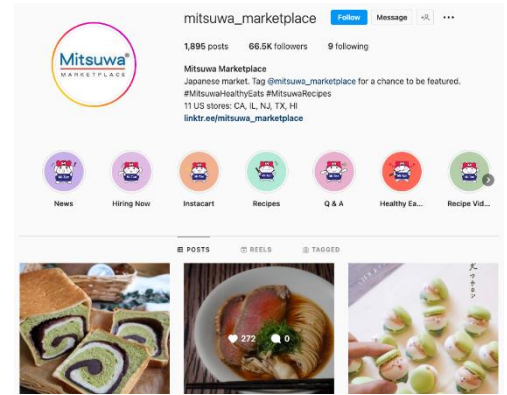 mitsuwa_marketplace Follow Message
1,895 posts 66.5K followers 9 following
Mitsuwa®
MARKETPLACE
Mitsuwa Marketplace
Japanese market. Tag @mitsuwa_marketplace for a chance to be featured.
#MitsuwaHealthyEats #MitsuwaRecipes
11 US stores: CA, IL, NJ, TX, HI
linktr.ee/mitsuwa_marketplace
News Hiring Now Instacart Recipes Q & A Healthy Ea... Recipe Vid...
POSTS REELS TAGGED
272 0